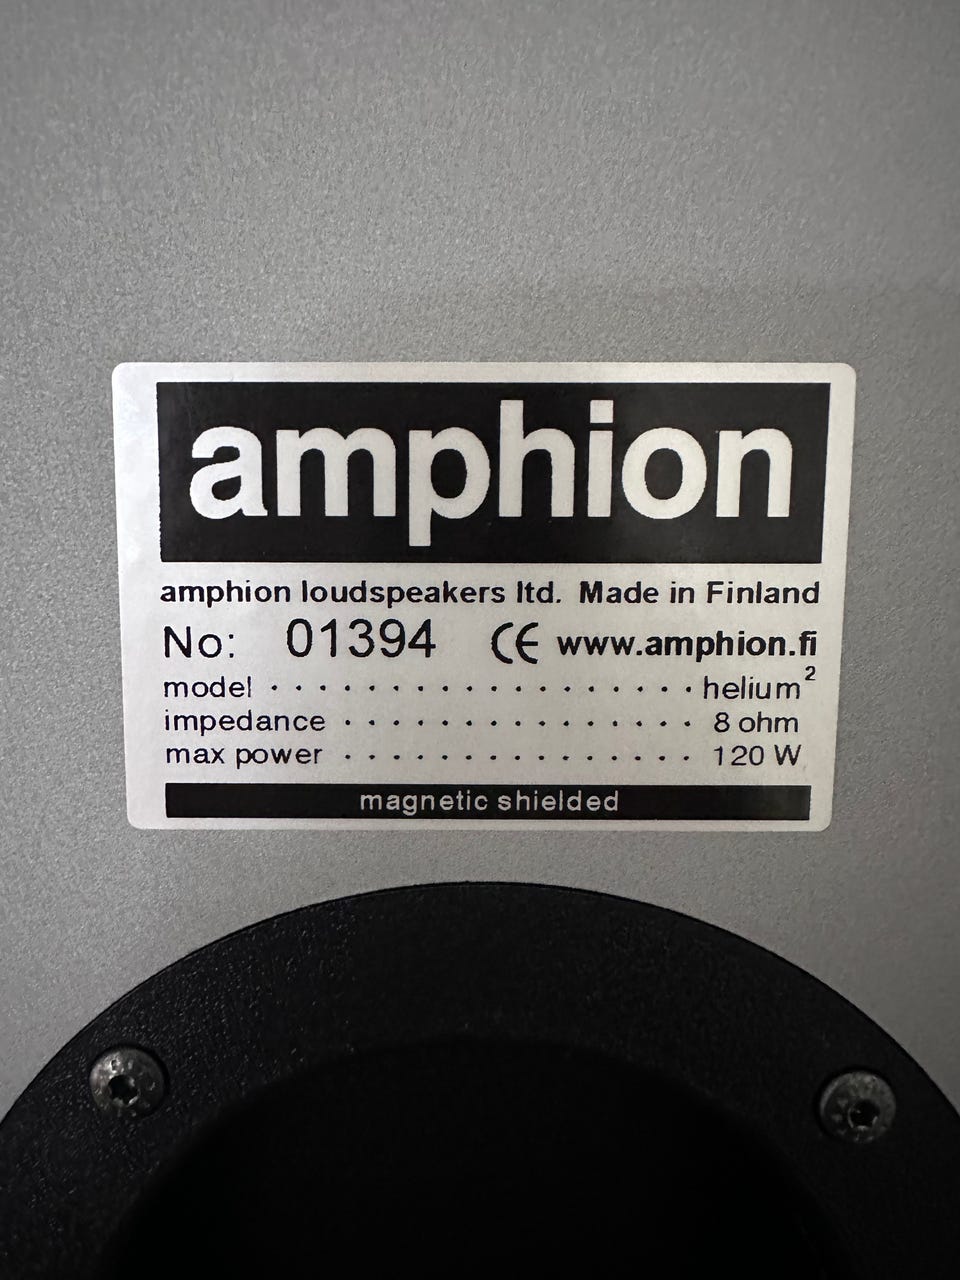 amphion
amphion loudspeakers ltd. Made in Finland
No: 01394 CE www.amphion.fi
model . . . . . . . . . . . . . . . . . . helium²
impedance . . . . . . . . . . . . . . . 8 ohm
max power . . . . . . . . . . . . . . . 120 W
magnetic shielded